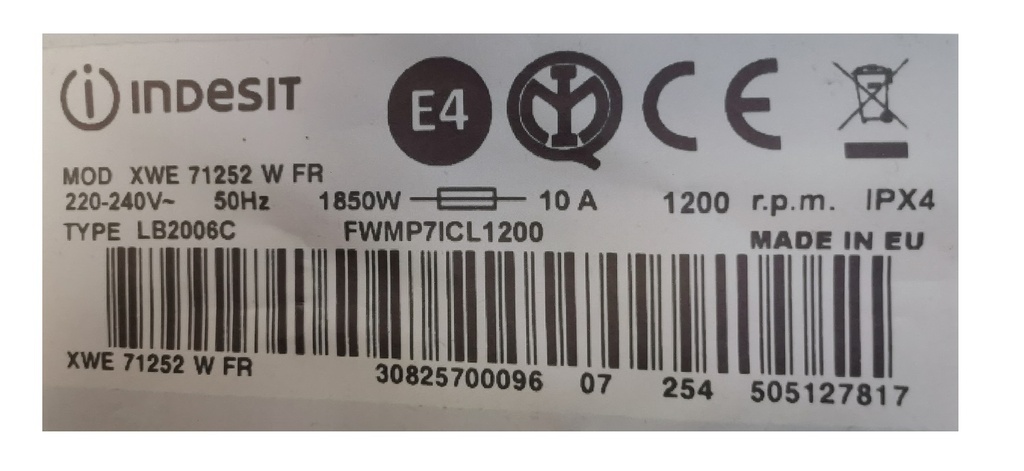 INDESIT
E4
CE
MOD XWE 71252 W FR
220-240V~ 50Hz 1850W 10 A 1200 r.p.m. IPX4
TYPE LB2006C FWMP7ICL1200 MADE IN EU
XWE 71252 W FR 30825700096 07 254 505127817